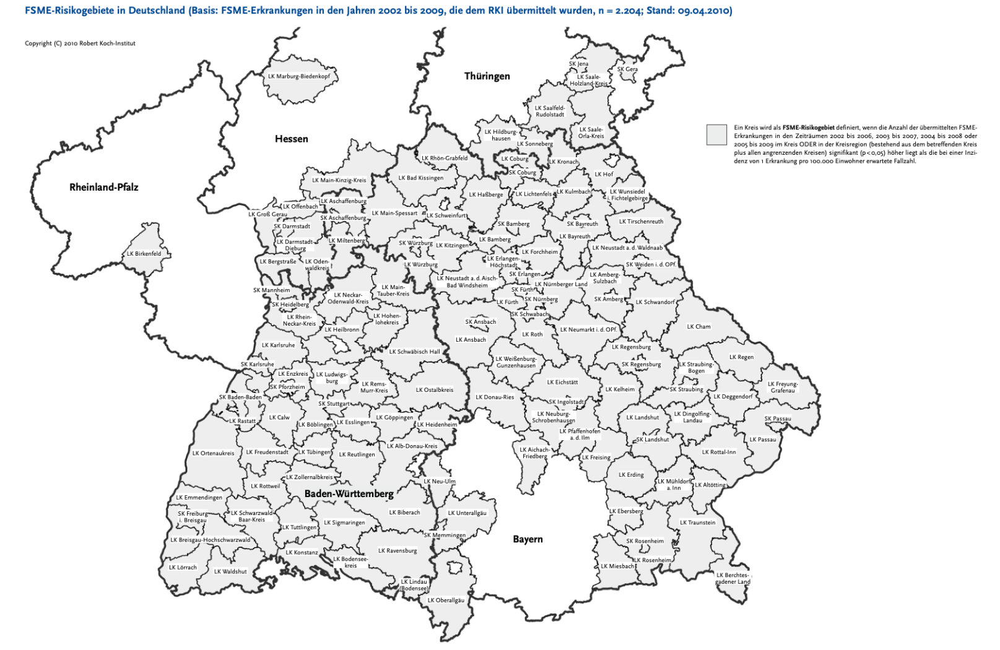 FSME-Risikogebiete in Deutschland (Basis: FSME-Erkrankungen in den Jahren 2002 bis 2009, die dem RKI übermittelt wurden, n = 2.204; Stand: 09.04.2010)
Copyright (C) 2010 Robert Koch-Institut
SK Jena
SK Gera
LK Marburg-Biedenkopf
Thüringen
LK Saale-
Holzland-Kreis
LK Saalfeld-
Rudolstadt
Ein Kreis wird als FSME-Risikogebiet definiert, wenn die Anzahl der übermittelten FSME-
Erkrankungen in den Zeiträumen 2002 bis 2006, 2003 bis 2007, 2004 bis 2008 oder
2005 bis 2009 im Kreis ODER in der Kreisregion (bestehend aus dem betreffenden Kreis
plus allen angrenzenden Kreisen) signifikant (p<0,05) höher liegt als die bei einer Inzi-
denz von 1 Erkrankung pro 100.000 Einwohner erwartete Fallzahl.
Hessen
LK Hildburg-
hausen
LK Saale-
Orla-Kreis
LK Sonneberg
LK Rhön-Grabfeld
LK Coburg
LK Kronach
SK Coburg
LK Hof
LK Main-Kinzig-Kreis
LK Bad Kissingen
Rheinland-Pfalz
LK Haßberge
LK Lichtenfels
LK Kulmbach
LK Wunsiedel
i. Fichtelgebirge
LK Aschaffenburg
LK Offenbach
LK Groß Gerau
SK Aschaffenburg
LK Main-Spessart
LK Schweinfurt
SK Bamberg
SK Bayreuth
LK Tirschenreuth
SK Darmstadt
LK Darmstadt-
Dieburg
LK Miltenberg
SK Würzburg
LK Kitzingen
LK Bamberg
LK Bayreuth
LK Neustadt a. d. Waldnaab
LK Birkenfeld
LK Forchheim
LK Bergstraße
LK Oden-
waldkreis
LK Würzburg
LK Erlangen-
Höchstadt
SK Weiden i. d. OPf.
SK Erlangen
LK Amberg-
Sulzbach
LK Neustadt a. d. Aisch-
Bad Windsheim
LK Nürnberger Land
SK Mannheim
LK Main-
Tauber-Kreis
SK Fürth
LK Neckar-
Odenwald-Kreis
SK Heidelberg
LK Fürth
SK Nürnberg
SK Amberg
LK Schwandorf
LK Rhein-
Neckar-Kreis
LK Hohen-
lohekreis
SK Schwabach
SK Ansbach
LK Heilbronn
LK Neumarkt i. d. OPf.
LK Cham
LK Roth
LK Ansbach
LK Karlsruhe
LK Schwäbisch Hall
LK Regensburg
LK Weißenburg-
Gunzenhausen
LK Regen
SK Karlsruhe
SK Regensburg
LK Straubing-
Bogen
LK Enzkreis
LK Ludwigs-
burg
SK Pforzheim
LK Rems-
Murr-Kreis
LK Ostalbkreis
LK Eichstätt
LK Kelheim
SK Straubing
LK Freyung-
Grafenau
SK Baden-Baden
LK Donau-Ries
LK Deggendorf
SK Stuttgart
SK Ingolstadt
LK Rastatt
LK Calw
LK Böblingen
LK Esslingen
LK Göppingen
LK Heidenheim
LK Neuburg-
Schrobenhausen
LK Landshut
LK Dingolfing-
Landau
SK Passau
LK Pfaffenhofen
a. d. Ilm
SK Landshut
LK Passau
LK Ortenaukreis
LK Freudenstadt
LK Tübingen
LK Reutlingen
LK Alb-Donau-Kreis
LK Aichach-
Friedberg
LK Freising
LK Rottal-Inn
LK Zollernalbkreis
LK Erding
LK Rottweil
LK Neu-Ulm
LK Mühldorf
a. Inn
LK Altötting
Baden-Württemberg
LK Emmendingen
SK Freiburg
i. Breisgau
LK Schwarzwald-
Baar-Kreis
LK Biberach
LK Unterallgäu
LK Ebersberg
LK Tuttlingen
LK Sigmaringen
LK Traunstein
LK Breisgau-Hochschwarzwald
SK Memmingen
Bayern
SK Rosenheim
LK Konstanz
LK Ravensburg
LK Bodensee-
kreis
LK Rosenheim
LK Lörrach
LK Waldshut
LK Miesbach
LK Lindau
(Bodensee)
LK Berchtes-
gadener Land
LK Oberallgäu